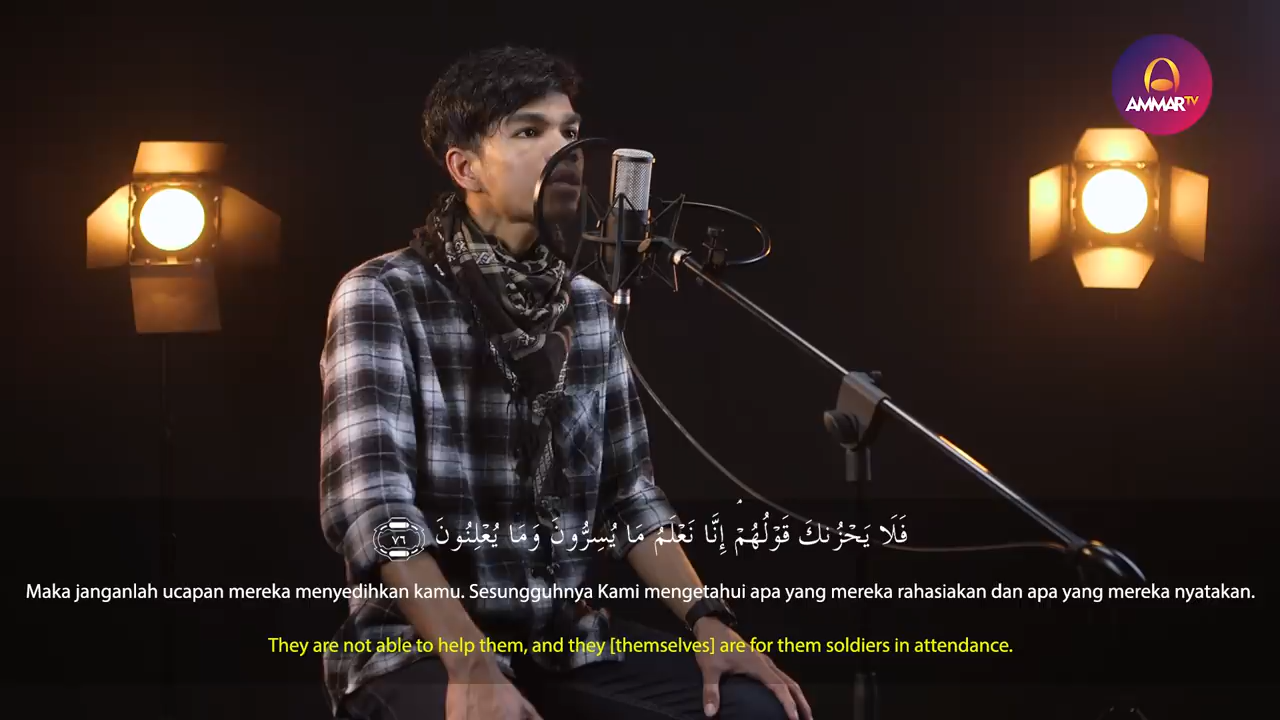 AMMARTV
فَلَا يَحْزُنكَ قَوْلُهُمْ ۘ إِنَّا نَعْلَمُ مَا يُسِرُّونَ وَمَا يُعْلِنُونَ ٧٦
Maka janganlah ucapan mereka menyedihkan kamu. Sesungguhnya Kami mengetahui apa yang mereka rahasiakan dan apa yang mereka nyatakan.
They are not able to help them, and they [themselves] are for them soldiers in attendance.